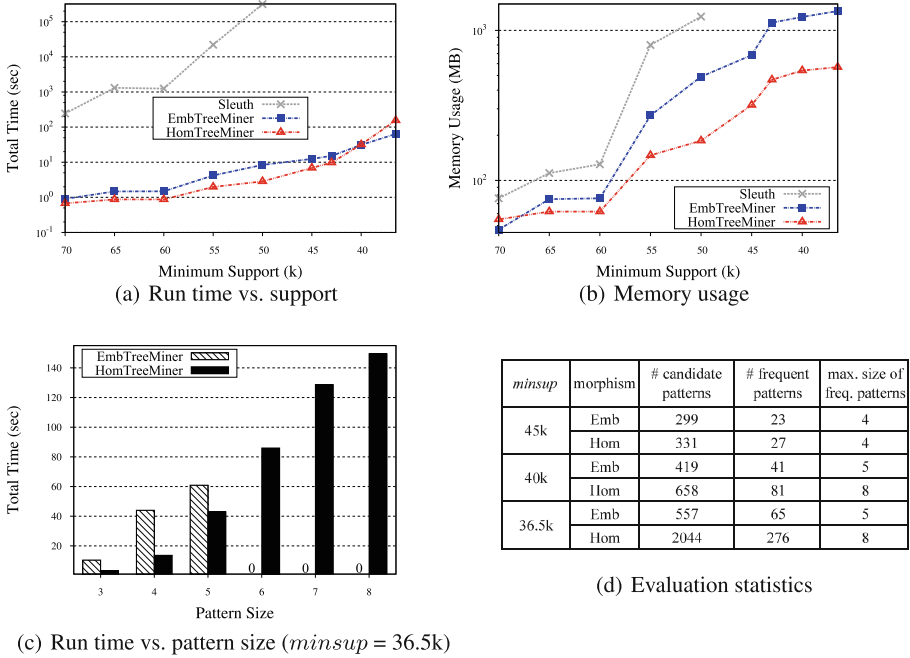 Total Time (sec)
10^5
10^4
10^3
10^2
10^1
10^0
10^-1
Sleuth
EmbTreeMiner
HomTreeMiner
70 65 60 55 50 45 40
Minimum Support (k)
(a) Run time vs. support
Memory Usage (MB)
10^3
10^2
Sleuth
EmbTreeMiner
HomTreeMiner
70 65 60 55 50 45 40
Minimum Support (k)
(b) Memory usage
Total Time (sec)
140
120
100
80
60
40
20
EmbTreeMiner
HomTreeMiner
0 0 0
3 4 5 6 7 8
Pattern Size
(c) Run time vs. pattern size (minsup = 36.5k)
minsup morphism # candidate patterns # frequent patterns max. size of freq. patterns
45k Emb 299 23 4
Hom 331 27 4
40k Emb 419 41 5
Hom 658 81 8
36.5k Emb 557 65 5
Hom 2044 276 8
(d) Evaluation statistics